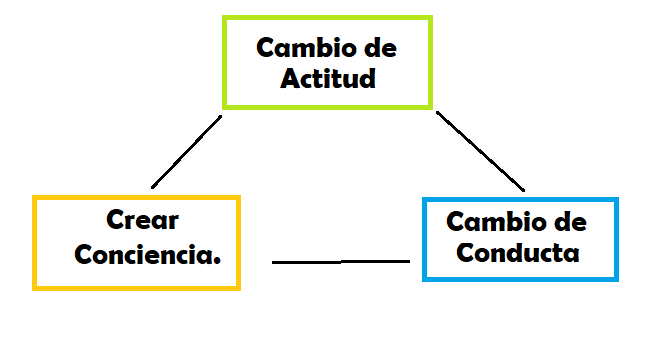 Cambio de
Actitud
Crear
Conciencia.
Cambio de
Conducta